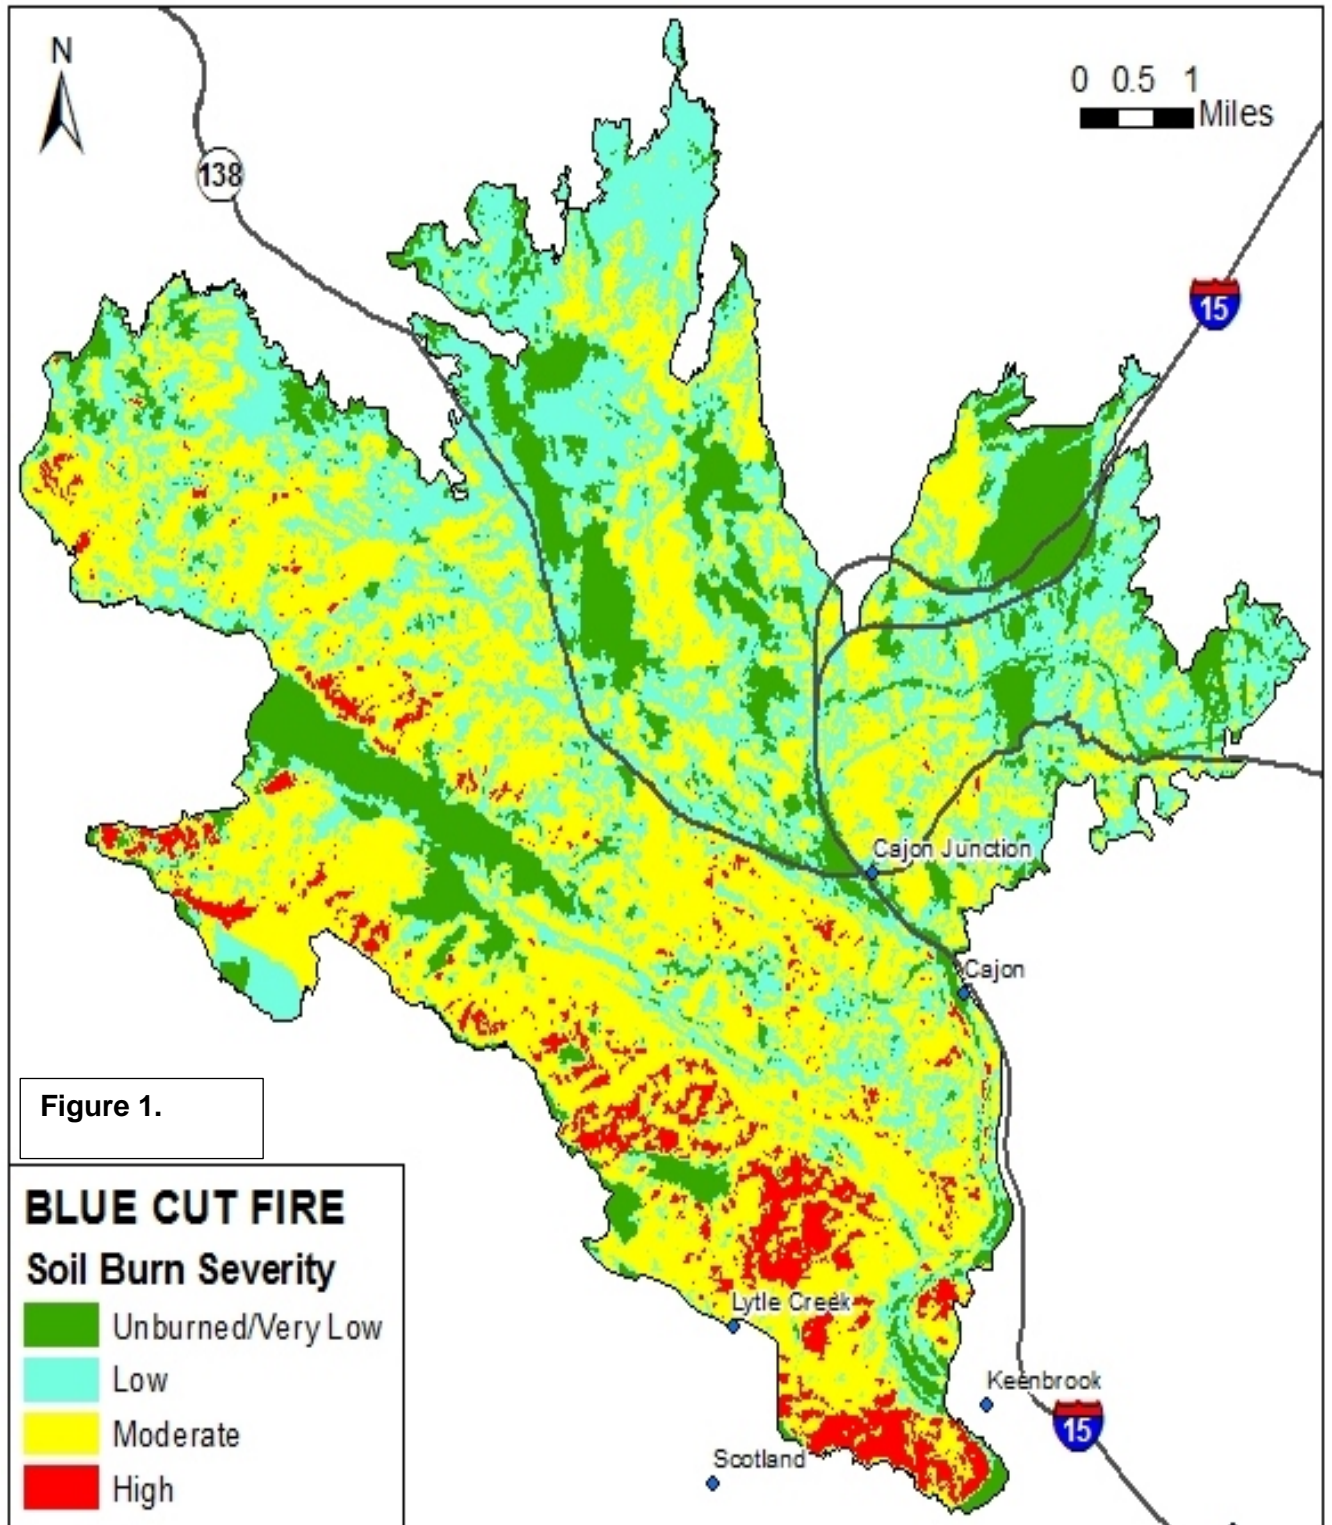 N
0 0.5 1
Miles
138
15
Cajon Junction
Cajon
Figure 1.
BLUE CUT FIRE
Soil Burn Severity
Unburned/Very Low
Low
Moderate
High
Lytle Creek
Keenbrook
15
Scotland